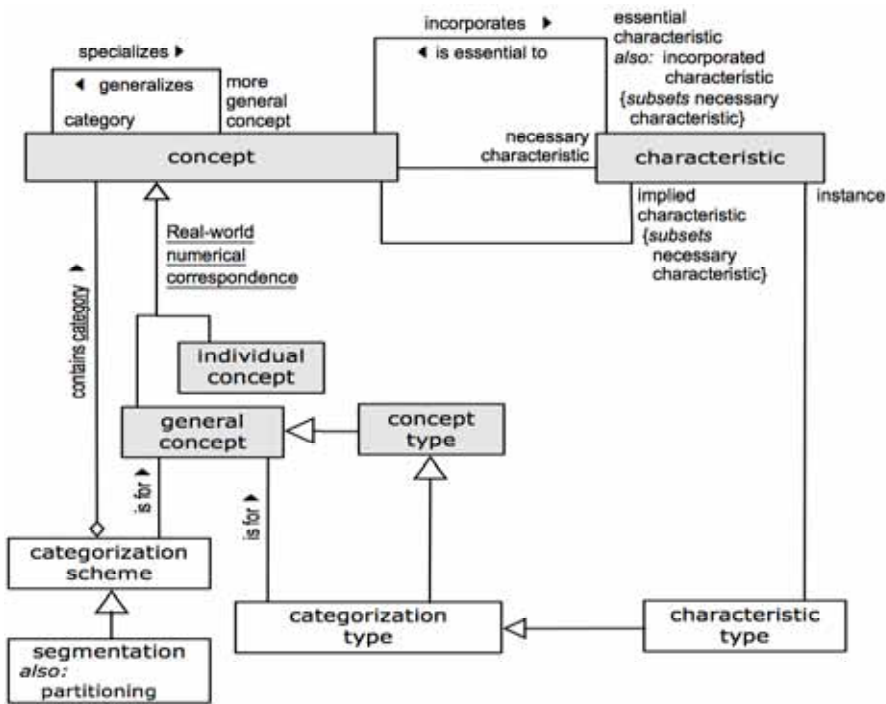 specializes ▶
◀ generalizes
category
more
general
concept
incorporates ▶
◀ is essential to
essential
characteristic
also: incorporated
characteristic
{subsets necessary
characteristic}
concept
necessary
characteristic
characteristic
implied
characteristic
{subsets
necessary
characteristic}
instance
Real-world
numerical
correspondence
contains category ▶
individual
concept
general
concept
concept
type
is for ▶
is for ▶
categorization
scheme
categorization
type
characteristic
type
segmentation
also:
partitioning